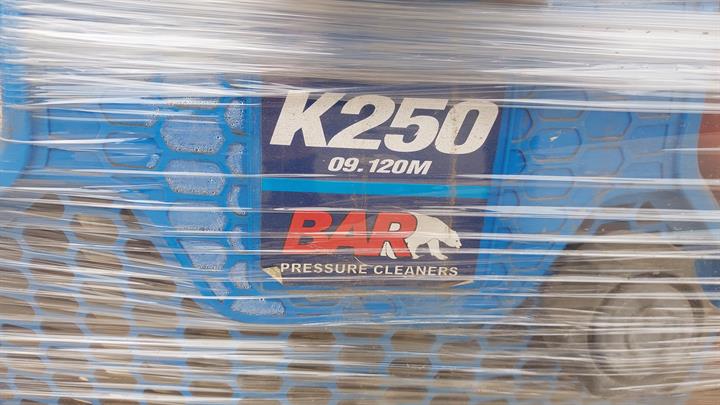 K250
09.120M
BAR
PRESSURE CLEANERS